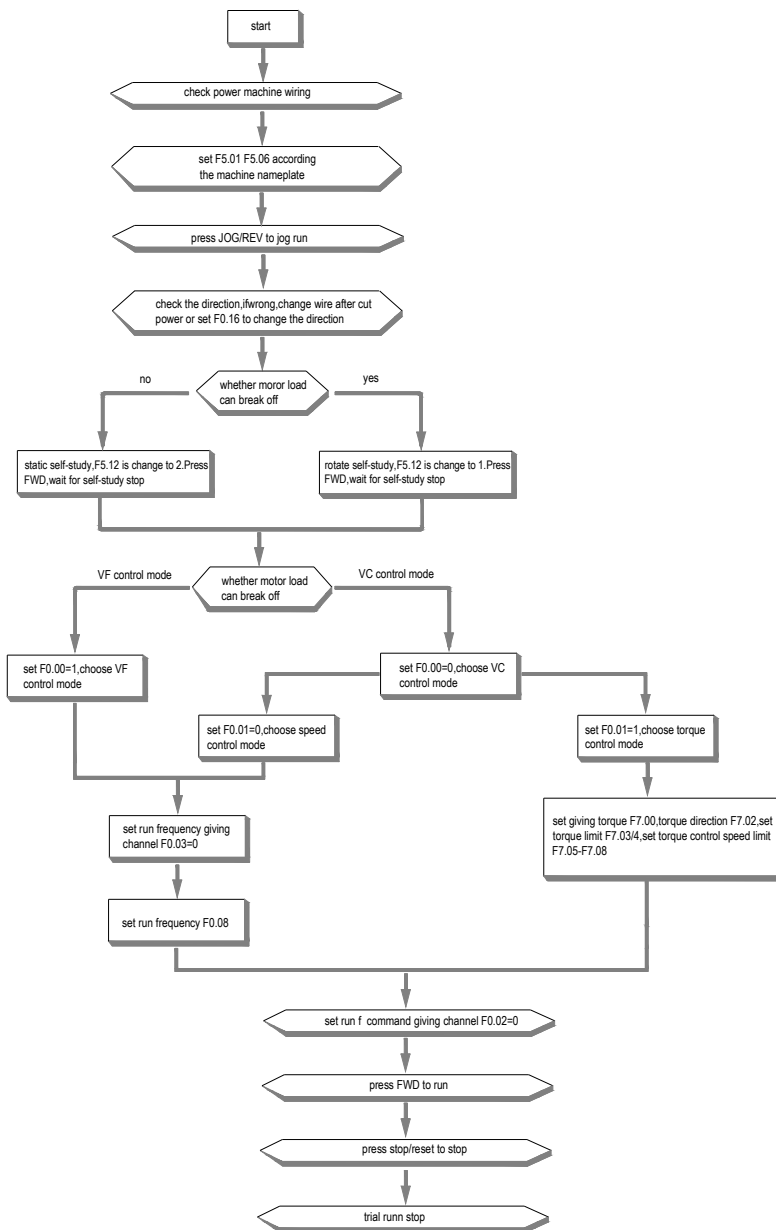 start
check power machine wiring
set F5.01 F5.06 according
the machine nameplate
press JOG/REV to jog run
check the direction,ifwrong,change wire after cut
power or set F0.16 to change the direction
no
whether moror load
can break off
yes
static self-study,F5.12 is change to 2.Press
FWD,wait for self-study stop
rotate self-study,F5.12 is change to 1.Press
FWD,wait for self-study stop
VF control mode
whether motor load
can break off
VC control mode
set F0.00=1,choose VF
control mode
set F0.00=0,choose VC
control mode
set F0.01=0,choose speed
control mode
set F0.01=1,choose torque
control mode
set run frequency giving
channel F0.03=0
set giving torque F7.00,torque direction F7.02,set
torque limit F7.03/4,set torque control speed limit
F7.05-F7.08
set run frequency F0.08
set run f command giving channel F0.02=0
press FWD to run
press stop/reset to stop
trial runn stop